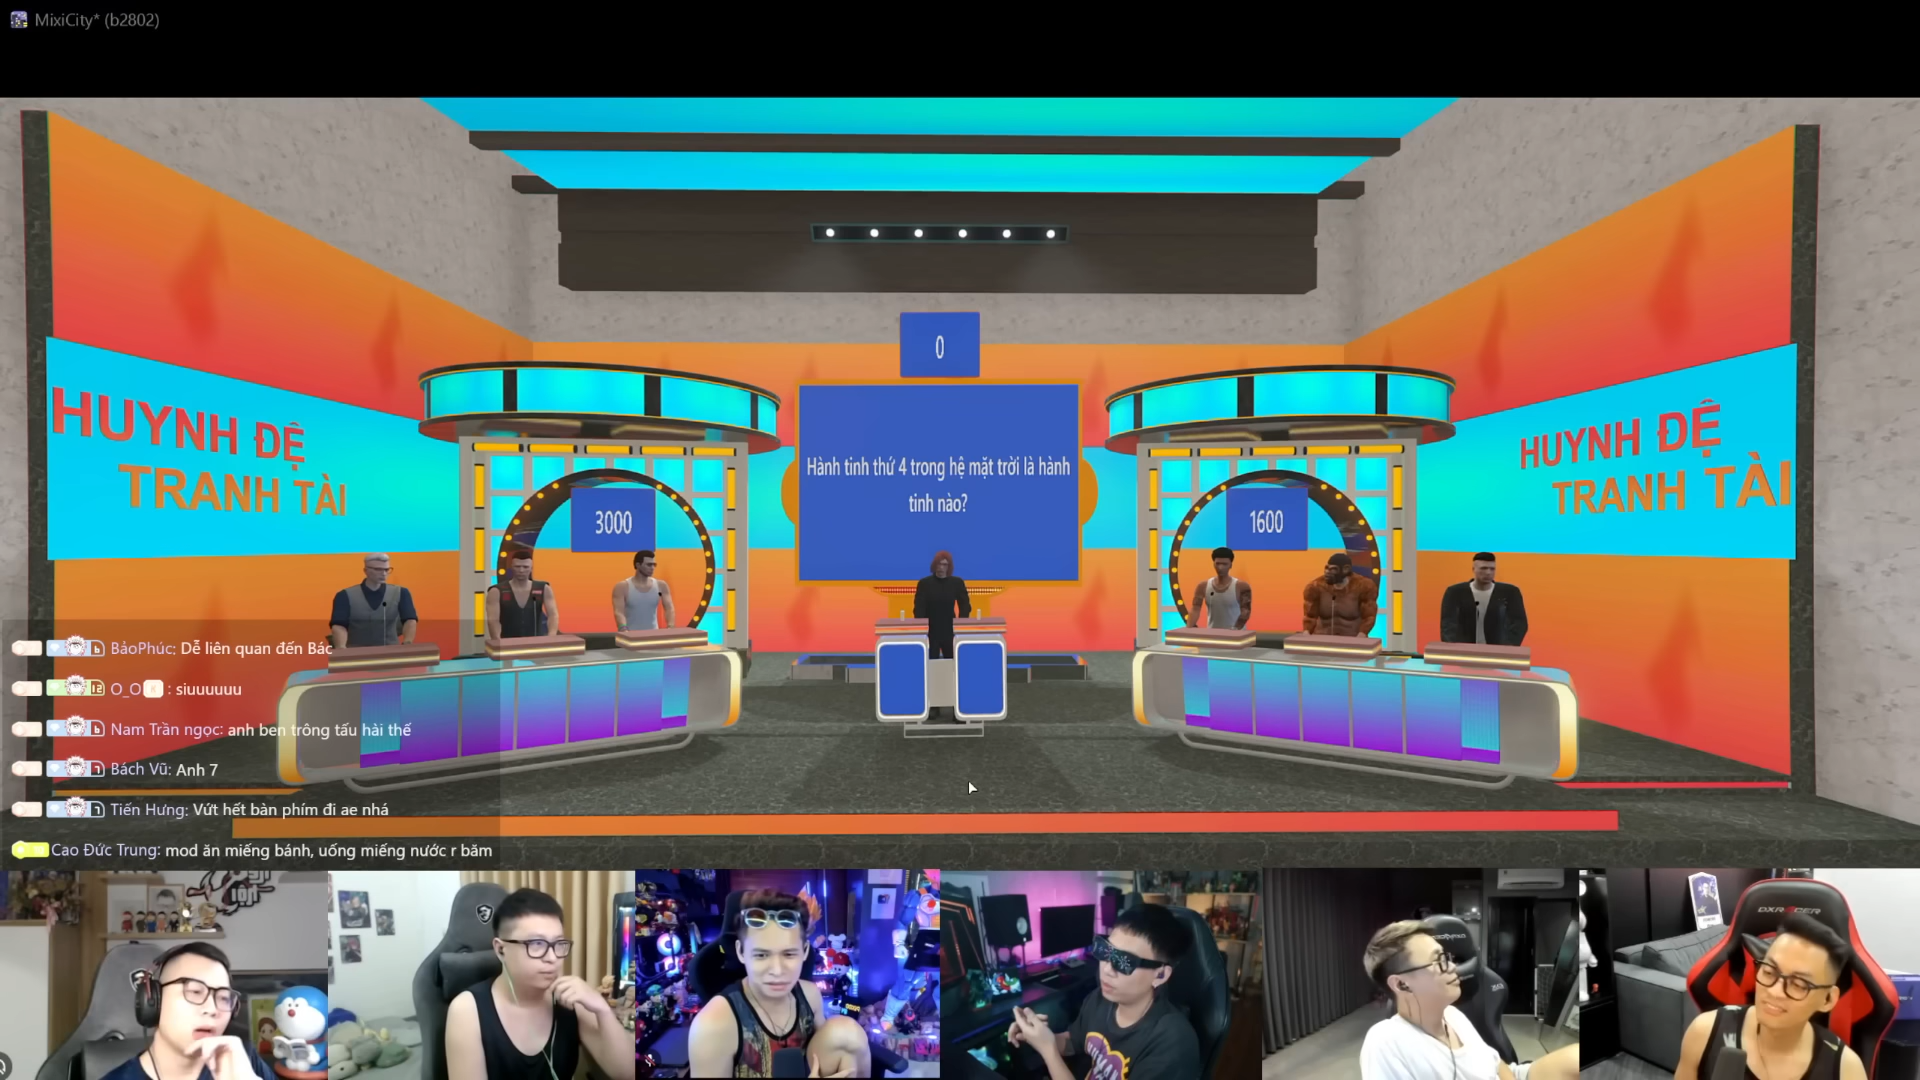 MixiCity* (b2802)
0
HUYNH ĐỆ
TRANH TÀI
3000
Hành tinh thứ 4 trong hệ mặt trời là hành
tinh nào?
1600
HUYNH ĐỆ
TRANH TÀI
BảoPhúc: Dễ liên quan đến Bác
O_O : siuuuuuu
Nam Trần ngọc: anh ben trông tấu hài thế
Bách Vũ: Anh 7
Tiến Hưng: Vứt hết bàn phím đi ae nhá
Cao Đức Trung: mod ăn miếng bánh, uống miếng nước r băm
DXRACER